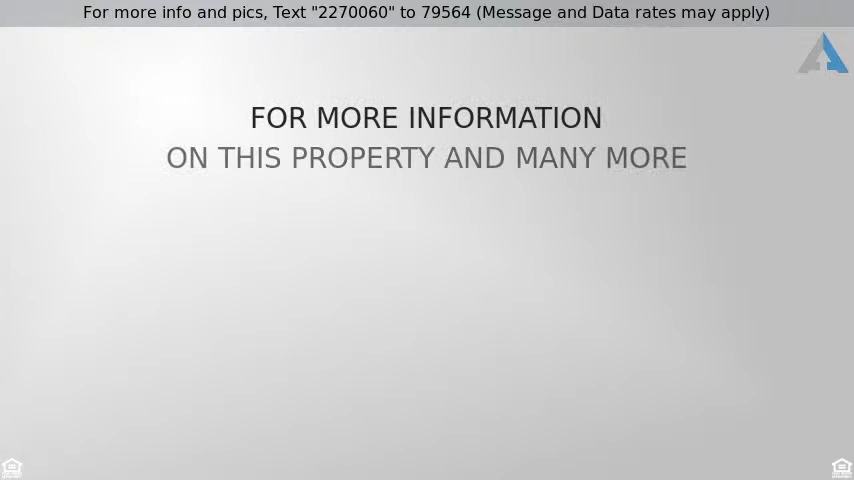 For more info and pics, Text "2270060" to 79564 (Message and Data rates may apply)
FOR MORE INFORMATION
ON THIS PROPERTY AND MANY MORE